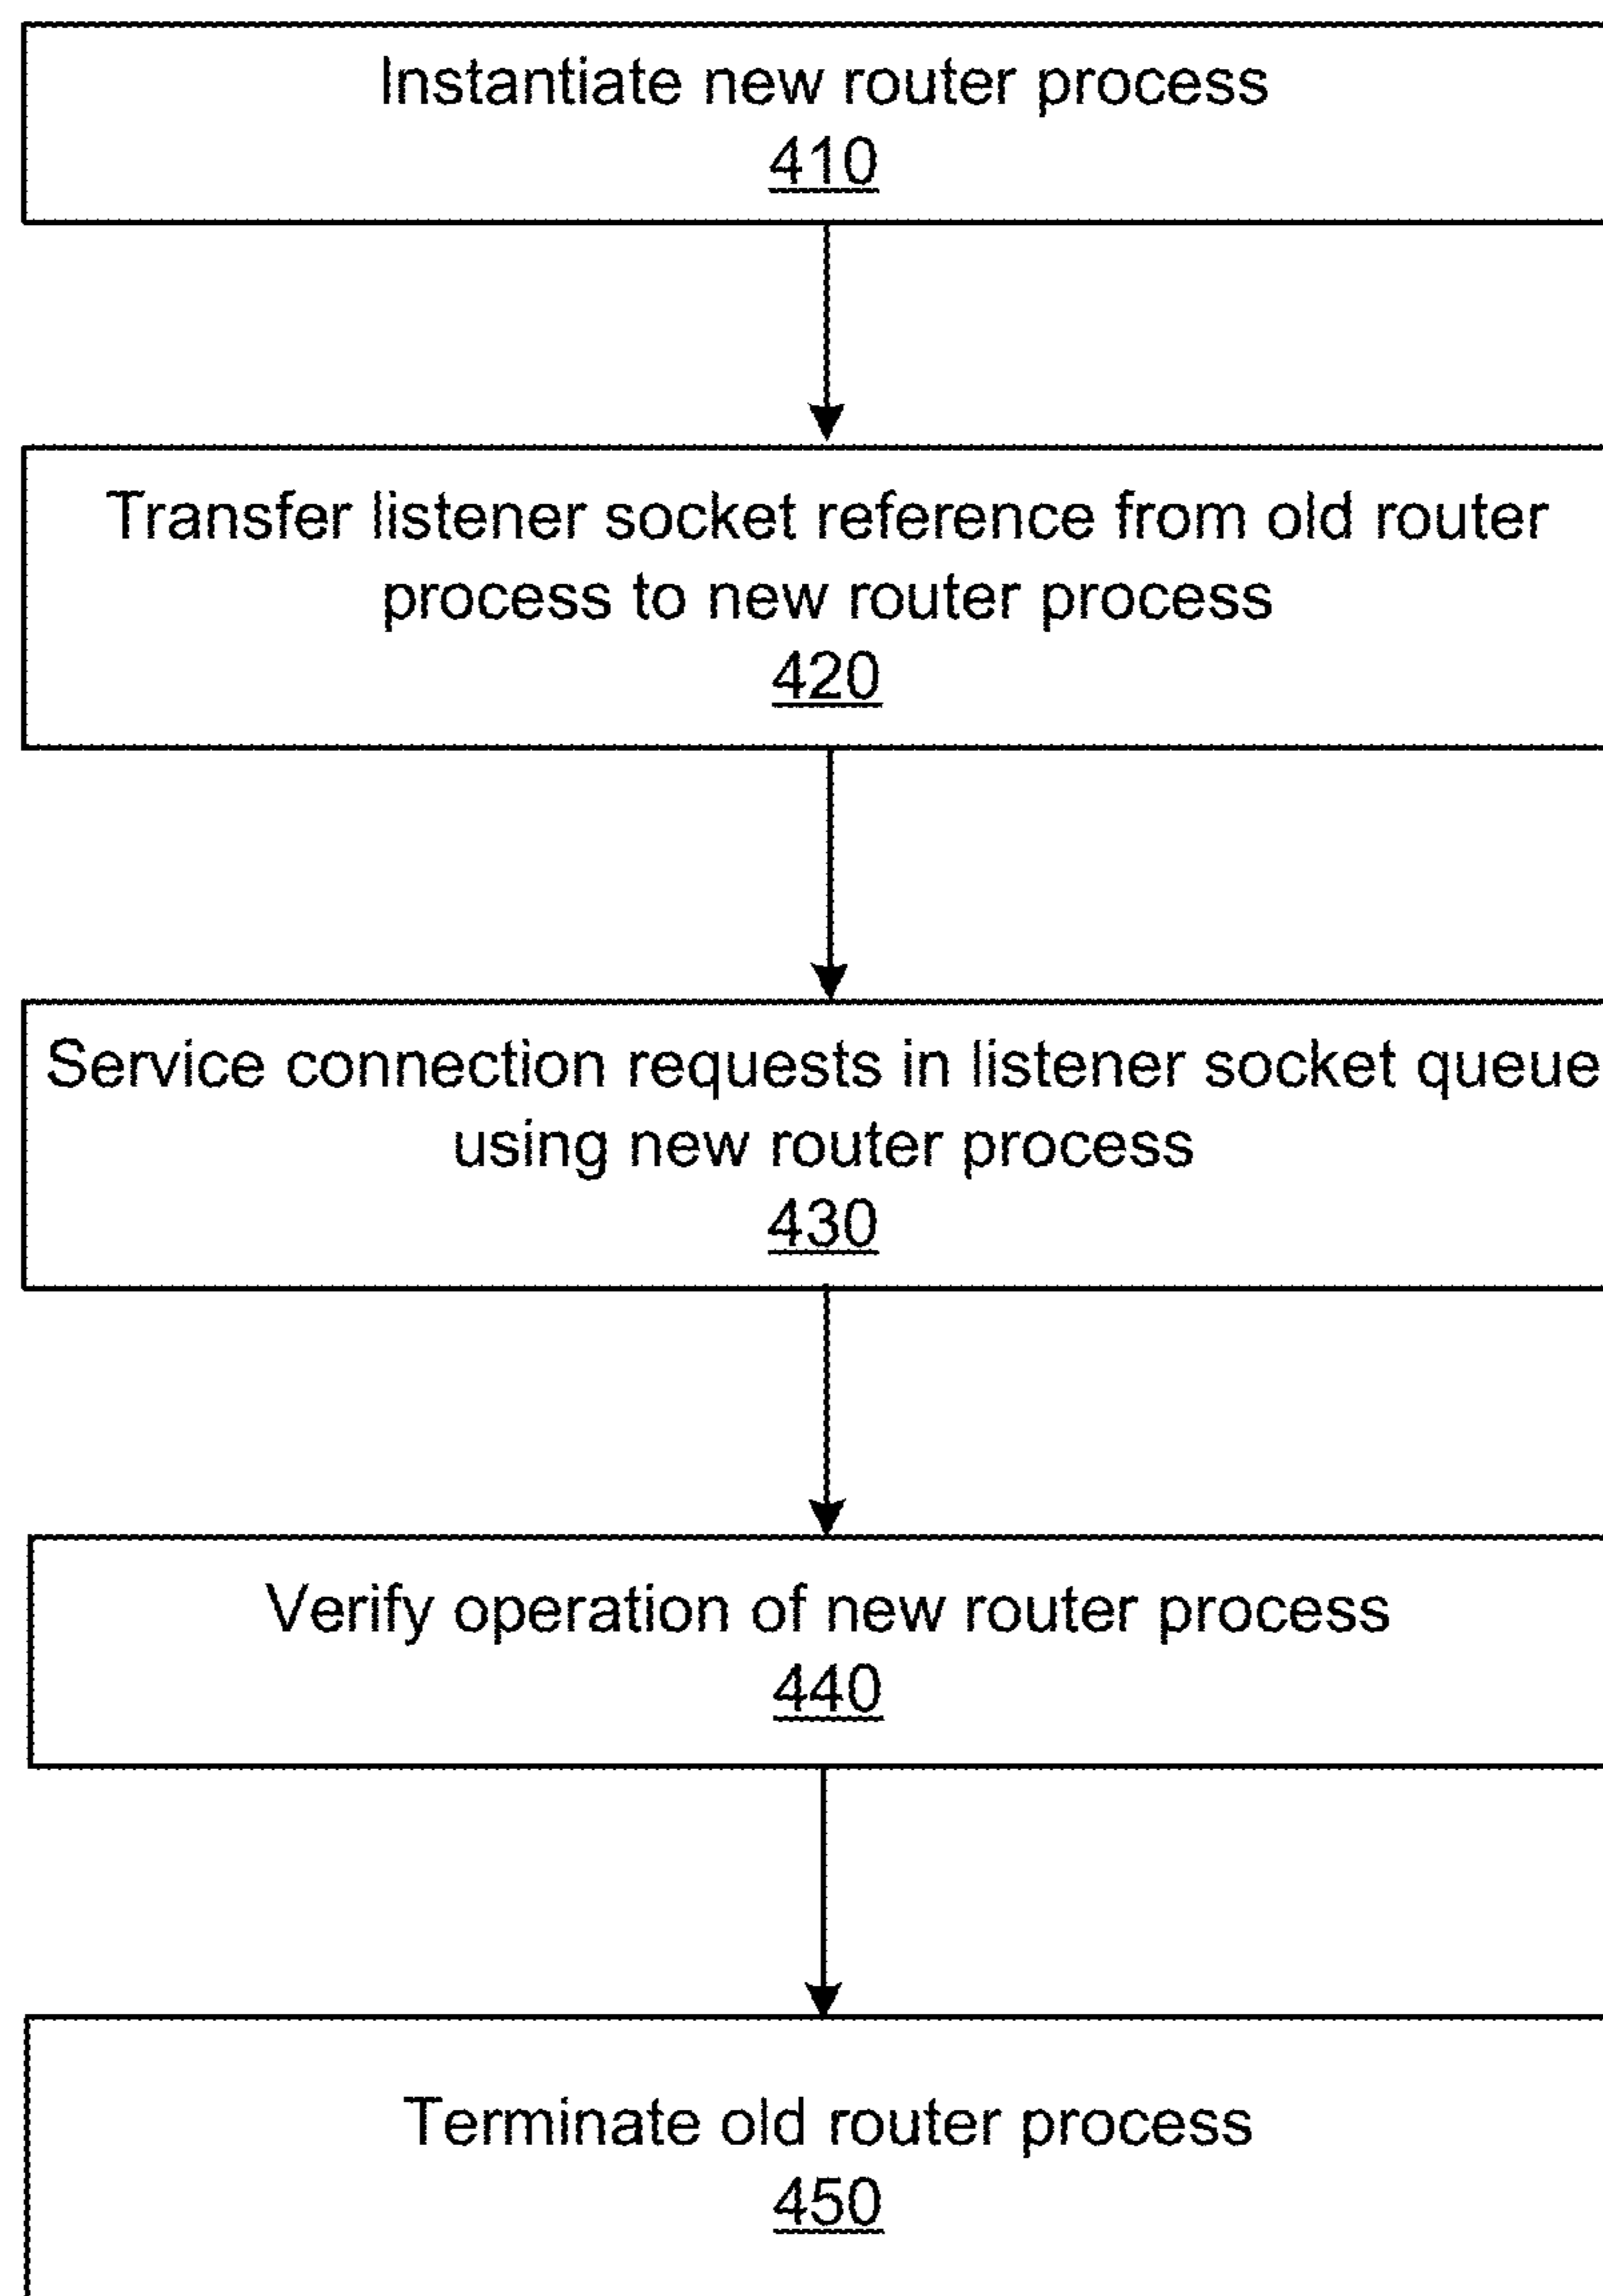 Instantiate new router process
410
Transfer listener socket reference from old router
process to new router process
420
Service connection requests in listener socket queue
using new router process
430
Verify operation of new router process
440
Terminate old router process
450